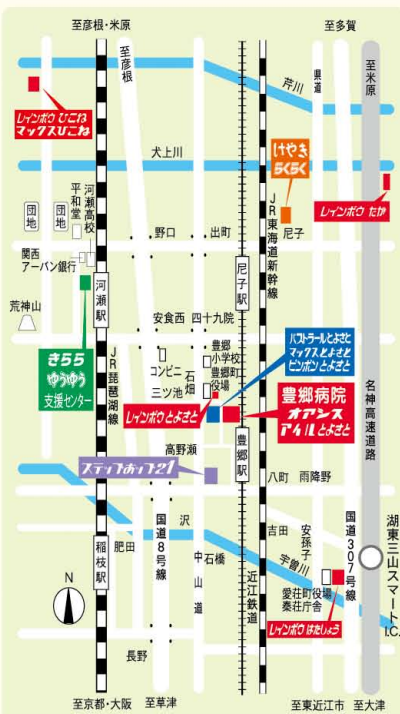 至彦根・米原
至多賀
至彦根
至米原
芹川
県道
レインボウ ひこね
マックスひこね
犬上川
けやき
らくらく
レインボウ たが
団地
団地
平和堂
河瀬高校
野口
出町
尼子
JR東海道新幹線
関西
アーバン銀行
河瀬駅
尼子駅
荒神山
安食西
四十九院
きらら
ゆうゆう
支援センター
コンビニ
豊郷
小学校
豊郷町
役場
石畑
三ツ池
パストラールとよさと
マックスとよさと
ピンポンとよさと
JR琵琶湖線
レインボウとよさと
豊郷病院
オアシス
アイルとよさと
名神高速道路
高野瀬
豊郷駅
ステップあっぷ21
八町
雨降野
国道8号線
沢
肥田
石橋
中山道
吉田
安孫子
宇曽川
国道307号線
湖東三山スマートI.C.
稲枝駅
N
近江鉄道
愛荘町役場
秦荘庁舎
レインボウ はたしょう
長野
至京都・大阪
至草津
至東近江市
至大津